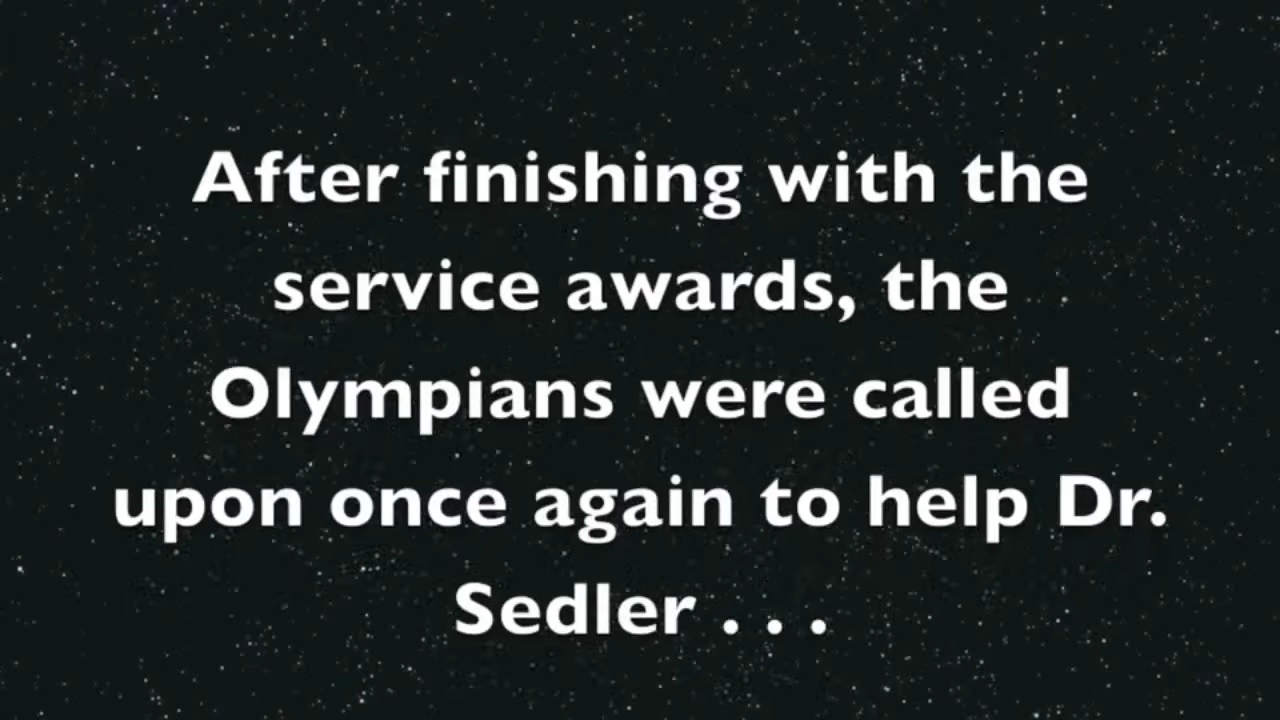 After finishing with the
service awards, the
Olympians were called
upon once again to help Dr.
Sedler . . .